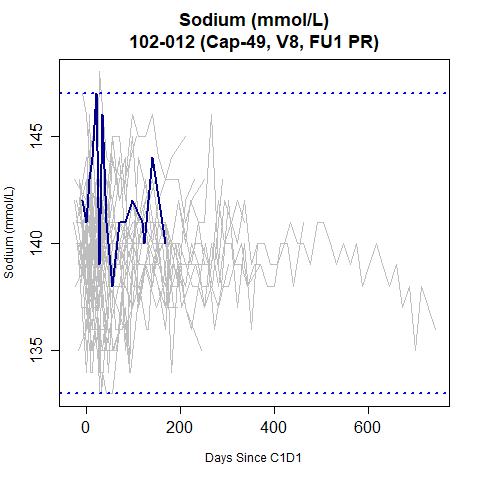 Sodium (mmol/L)
102-012 (Cap-49, V8, FU1 PR)
Sodium (mmol/L)
145
140
135
0 200 400 600
Days Since C1D1